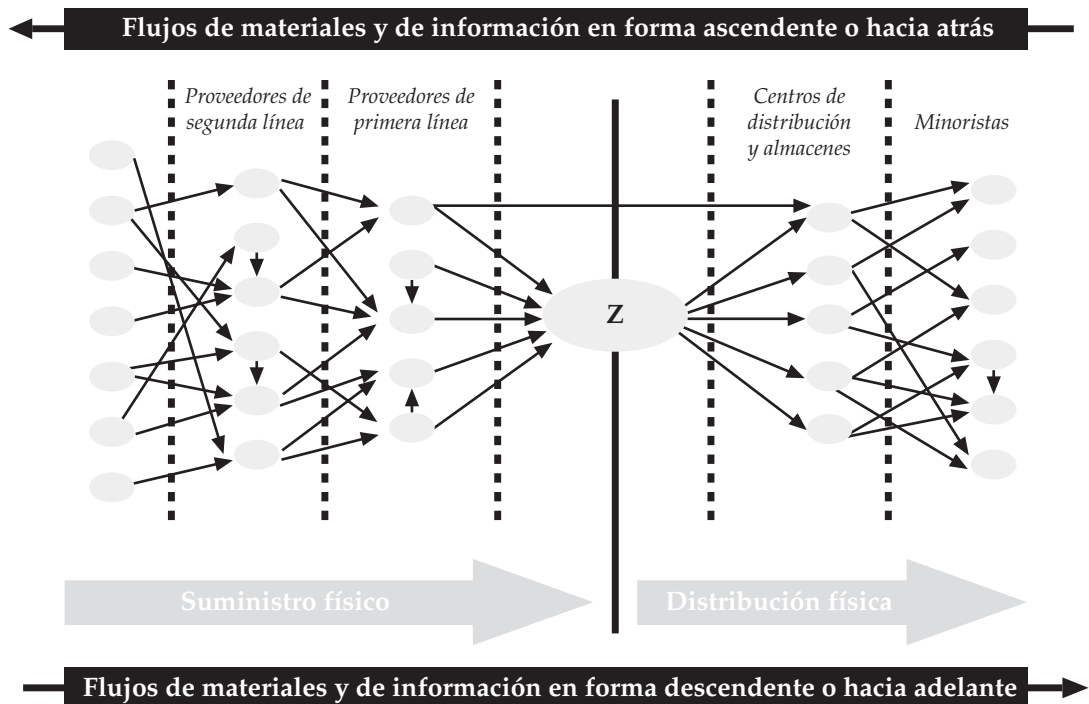 Flujos de materiales y de información en forma ascendente o hacia atrás
Proveedores de
segunda línea
Proveedores de
primera línea
Centros de
distribución
y almacenes
Minoristas
Z
Suministro físico
Distribución física
Flujos de materiales y de información en forma descendente o hacia adelante